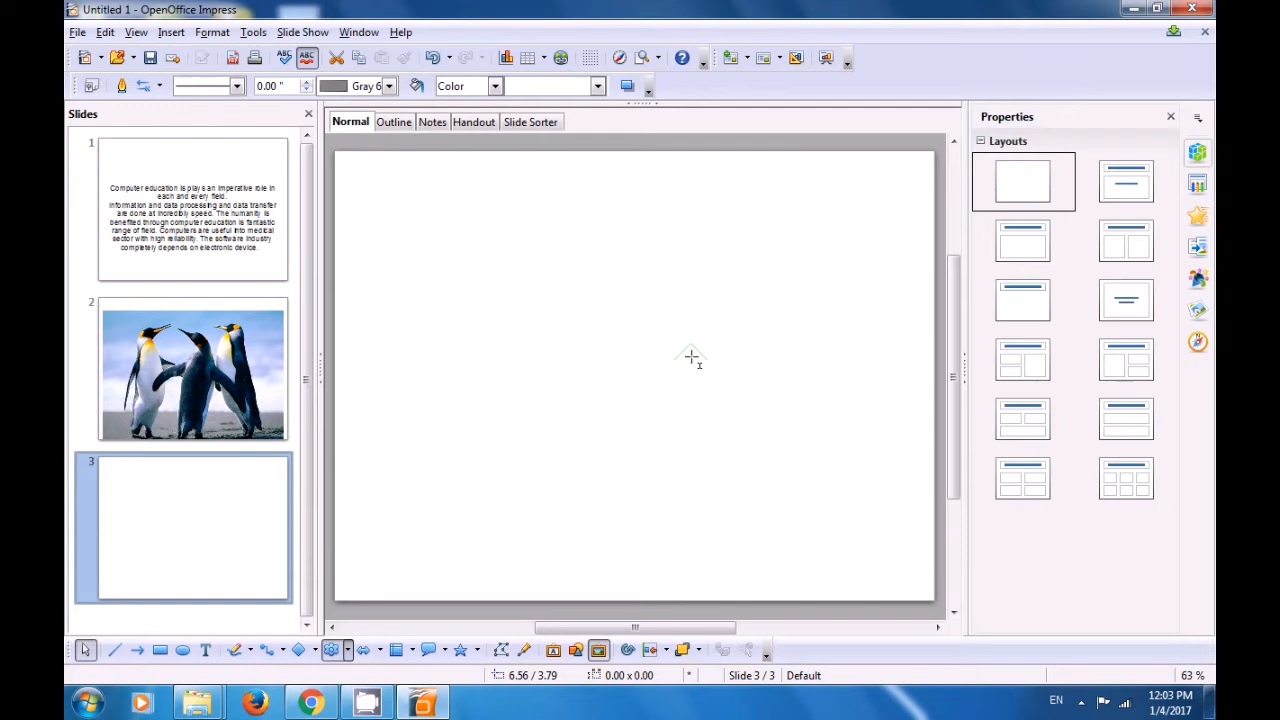 Untitled 1 - OpenOffice Impress
File Edit View Insert Format Tools Slide Show Window Help
0.00 " Gray 6 Color
Slides
Normal Outline Notes Handout Slide Sorter
Properties
Layouts
1
Computer education is plays an imperative role in
each and every field.
Information and data processing and data transfer
are done at incredibly speed. The humanity is
benefited through computer education is fantastic
range of field. Computers are useful into medical
sector with high reliability. The software industry
completely depends on electronic device.
2
3
6.56 / 3.79 0.00 x 0.00 * Slide 3 / 3 Default 63 %
EN 12:03 PM
1/4/2017